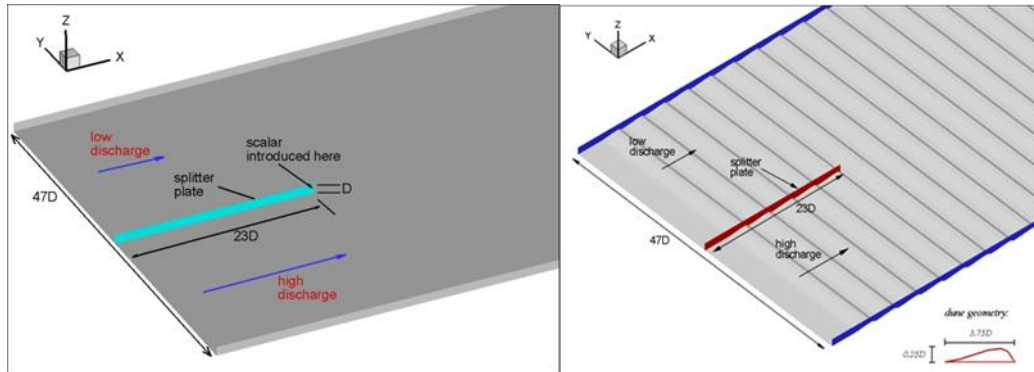 Z
Y
X
low
discharge
scalar
introduced here
splitter
plate
D
47D
23D
high
discharge
Z
Y
X
low
discharge
splitter
plate
23D
47D
high
discharge
dune geometry:
3.75D
0.25D